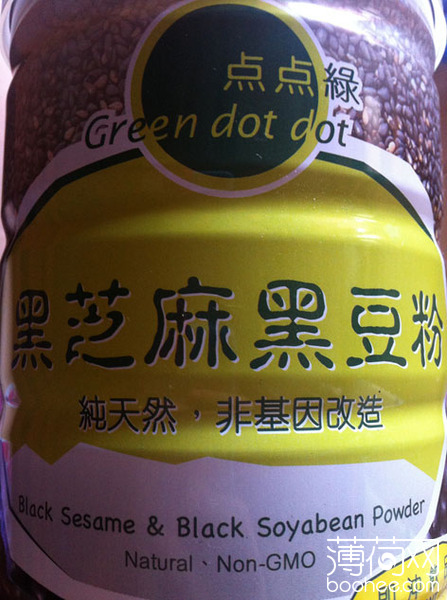 点点綠
Green dot dot
黑芝麻黑豆粉
純天然，非基因改造
Black Sesame & Black Soyabean Powder
Natural、Non-GMO
薄荷网
boohee.com